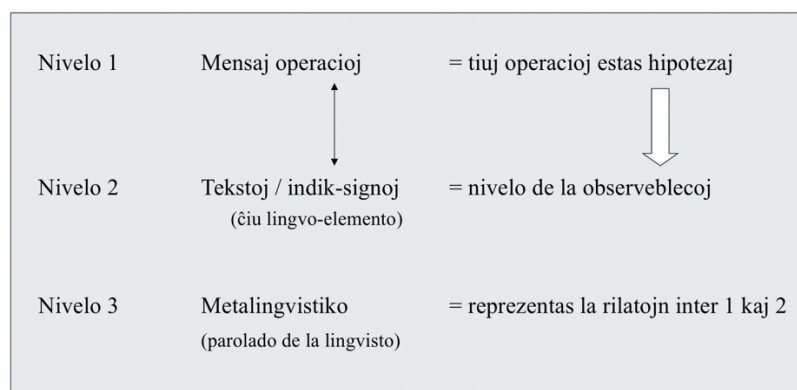 Nivelo 1 Mensaj operacioj = tiuj operacioj estas hipotezaj
Nivelo 2 Tekstoj / indik-signoj = nivelo de la observeblecoj
(ĉiu lingvo-elemento)
Nivelo 3 Metalingvistiko = reprezentas la rilatojn inter 1 kaj 2
(parolado de la lingvisto)